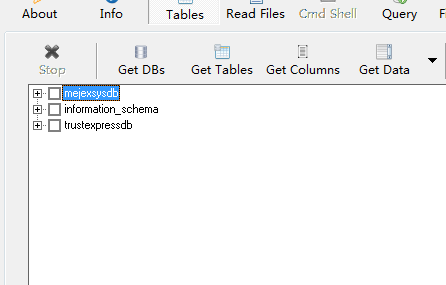 About Info Tables Read Files Cmd Shell Query F
Stop Get DBs Get Tables Get Columns Get Data
mejexsysdb
information_schema
trustexpressdb